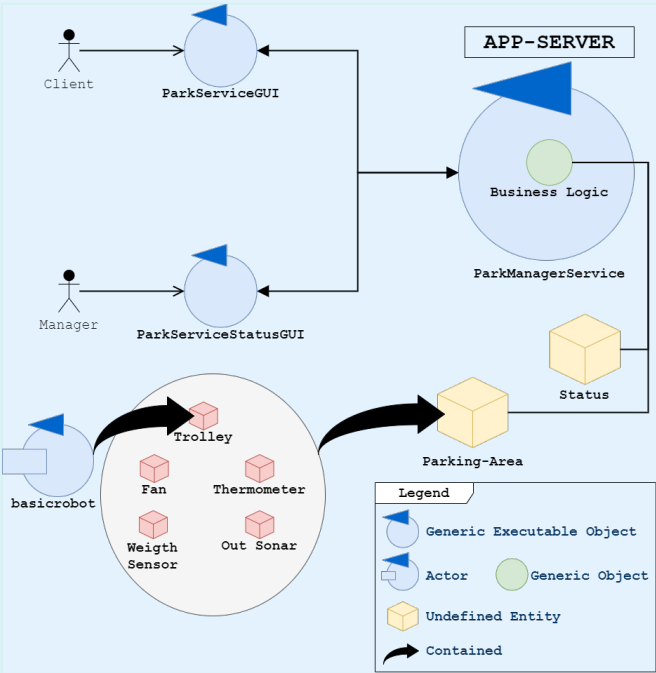 APP-SERVER
Client
ParkServiceGUI
Business Logic
ParkManagerService
Manager
ParkServiceStatusGUI
Status
Trolley
Parking-Area
basicrobot
Fan
Thermometer
Weigth
Sensor
Out Sonar
Legend
Generic Executable Object
Actor
Generic Object
Undefined Entity
Contained